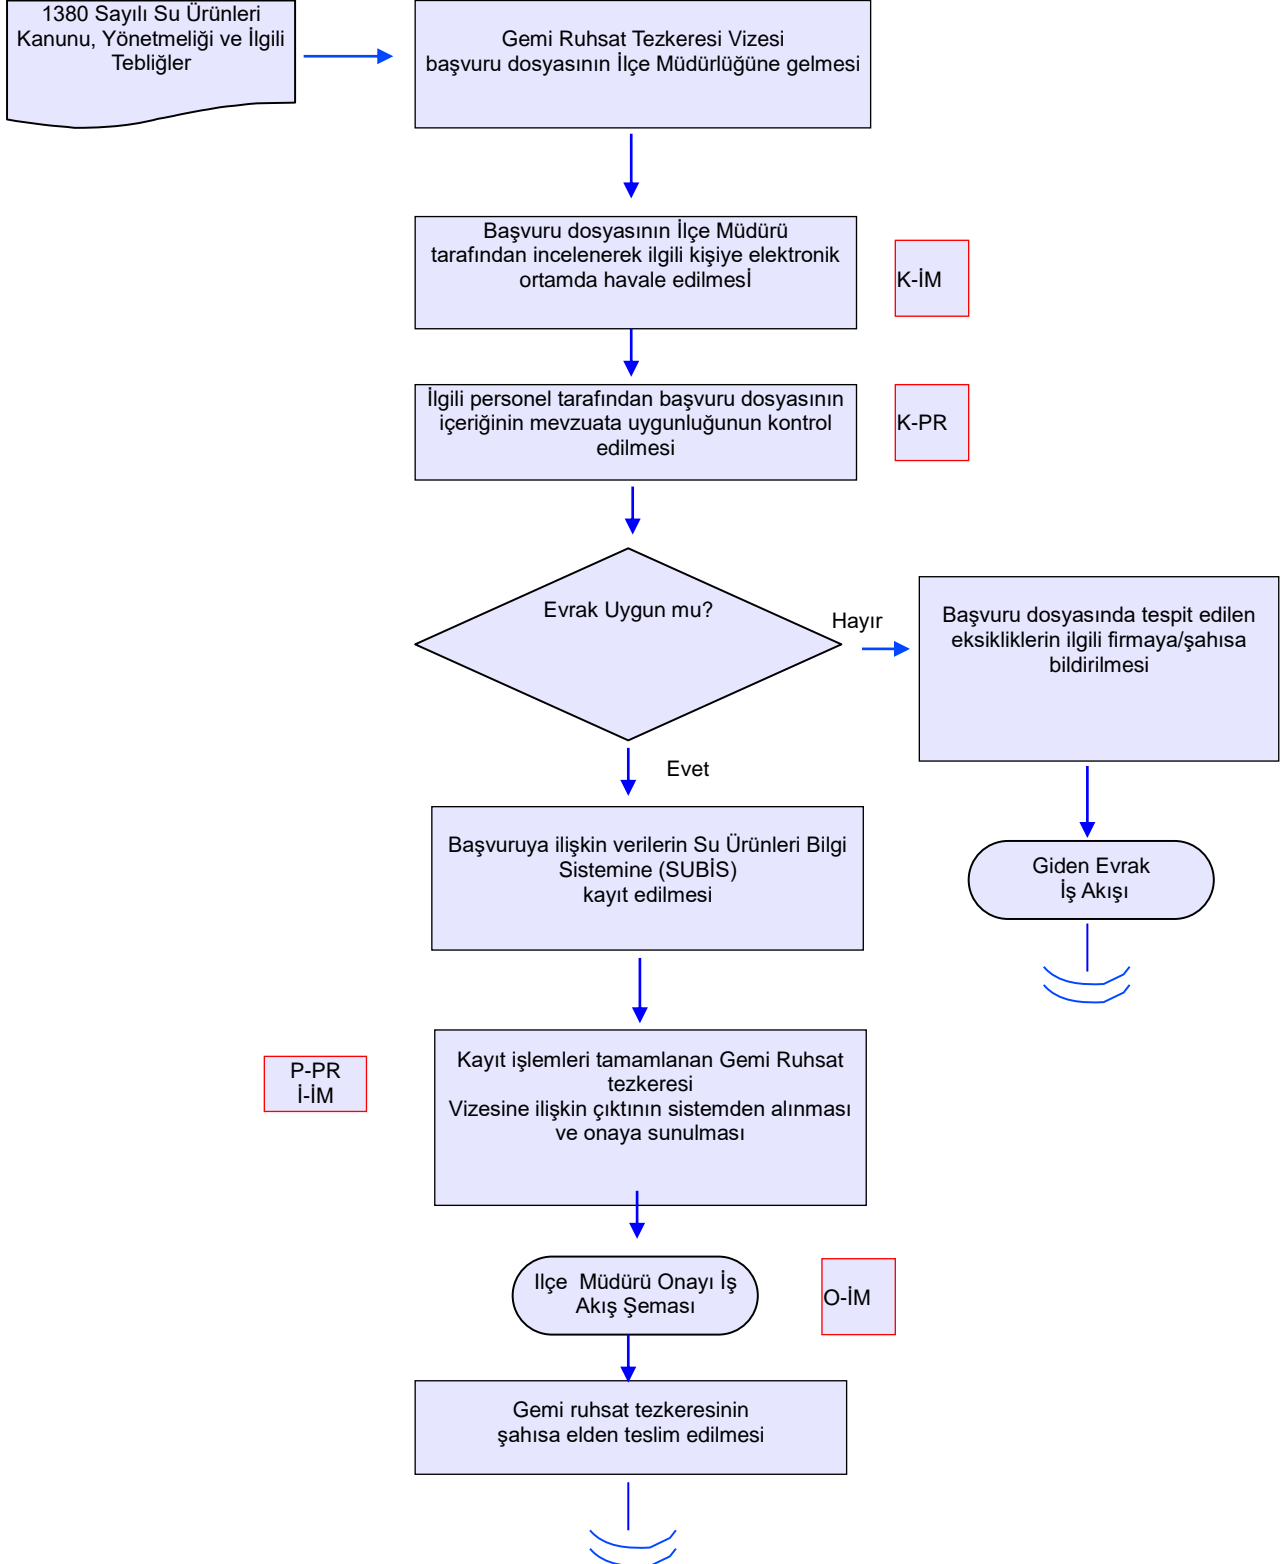 1380 Sayılı Su Ürünleri
Kanunu, Yönetmeliği ve İlgili
Tebliğler
Gemi Ruhsat Tezkeresi Vizesi
başvuru dosyasının İlçe Müdürlüğüne gelmesi
Başvuru dosyasının İlçe Müdürü
tarafından incelenerek ilgili kişiye elektronik
ortamda havale edilmesİ
K-İM
İlgili personel tarafından başvuru dosyasının
içeriğinin mevzuata uygunluğunun kontrol
edilmesi
K-PR
Evrak Uygun mu?
Hayır
Başvuru dosyasında tespit edilen
eksikliklerin ilgili firmaya/şahısa
bildirilmesi
Evet
Başvuruya ilişkin verilerin Su Ürünleri Bilgi
Sistemine (SUBİS)
kayıt edilmesi
Giden Evrak
İş Akışı
P-PR
İ-İM
Kayıt işlemleri tamamlanan Gemi Ruhsat
tezkeresi
Vizesine ilişkin çıktının sistemden alınması
ve onaya sunulması
Ilçe  Müdürü Onayı İş
Akış Şeması
O-İM
Gemi ruhsat tezkeresinin
şahısa elden teslim edilmesi